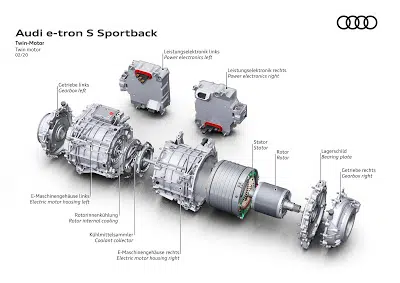 Audi e-tron S Sportback
Twin-Motor
Twin motor
02/20
Leistungselektronik links
Power electronics left
Leistungselektronik rechts
Power electronics right
Getriebe links
Gearbox left
Stator
Stator
Rotor
Rotor
Lagerschild
Bearing plate
Getriebe rechts
Gearbox right
E-Maschinengehäuse links
Electric motor housing left
Rotorinnenkühlung
Rotor internal cooling
Kühlmittelsammler
Coolant collector
E-Maschinengehäuse rechts
Electric motor housing right